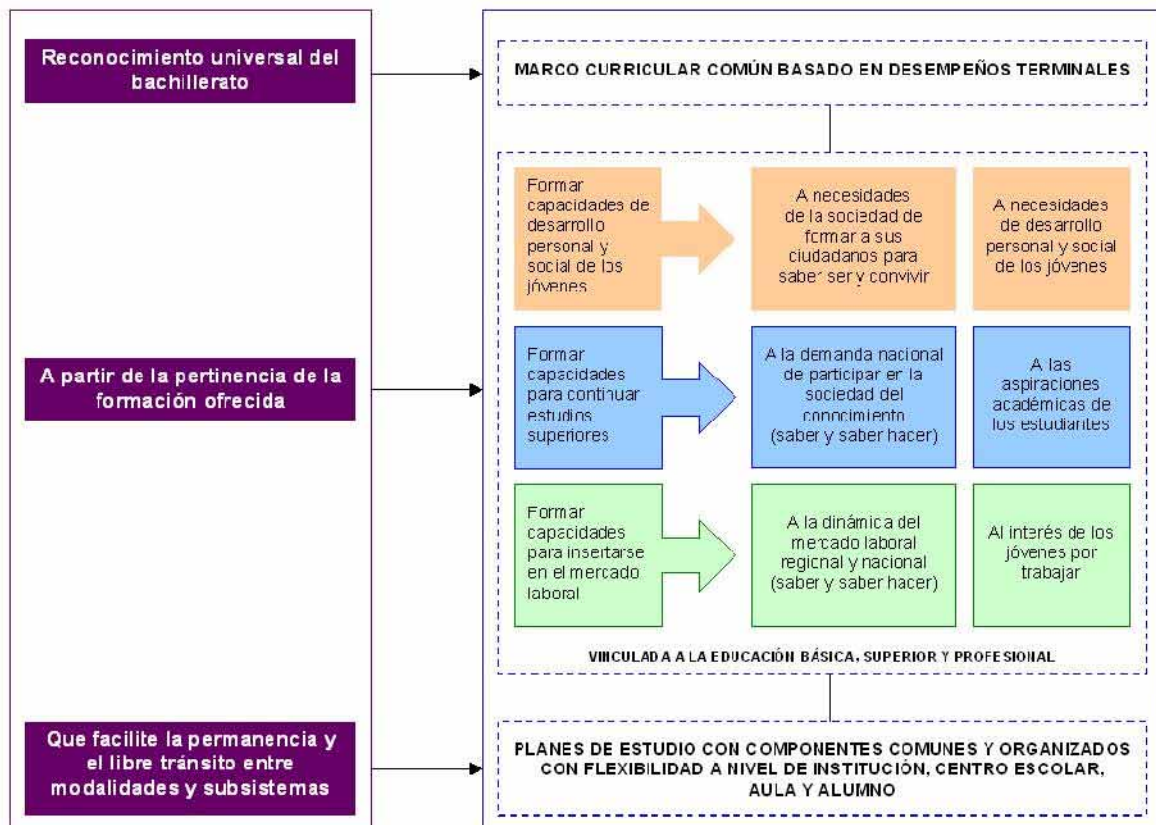 Reconocimiento universal del
bachillerato
MARCO CURRICULAR COMÚN BASADO EN DESEMPEÑOS TERMINALES
Formar
capacidades de
desarrollo
personal y
social de los
jóvenes
A necesidades
de la sociedad de
formar a sus
ciudadanos para
saber ser y convivir
A necesidades
de desarrollo
personal y social
de los jóvenes
A partir de la pertinencia de la
formación ofrecida
Formar
capacidades
para continuar
estudios
superiores
A la demanda nacional
de participar en la
sociedad del
conocimiento
(saber y saber hacer)
A las
aspiraciones
académicas de
los estudiantes
Formar
capacidades
para insertarse
en el mercado
laboral
A la dinámica del
mercado laboral
regional y nacional
(saber y saber hacer)
Al interés de los
jóvenes por
trabajar
VINCULADA A LA EDUCACIÓN BÁSICA, SUPERIOR Y PROFESIONAL
Que facilite la permanencia y
el libre tránsito entre
modalidades y subsistemas
PLANES DE ESTUDIO CON COMPONENTES COMUNES Y ORGANIZADOS
CON FLEXIBILIDAD A NIVEL DE INSTITUCIÓN, CENTRO ESCOLAR,
AULA Y ALUMNO